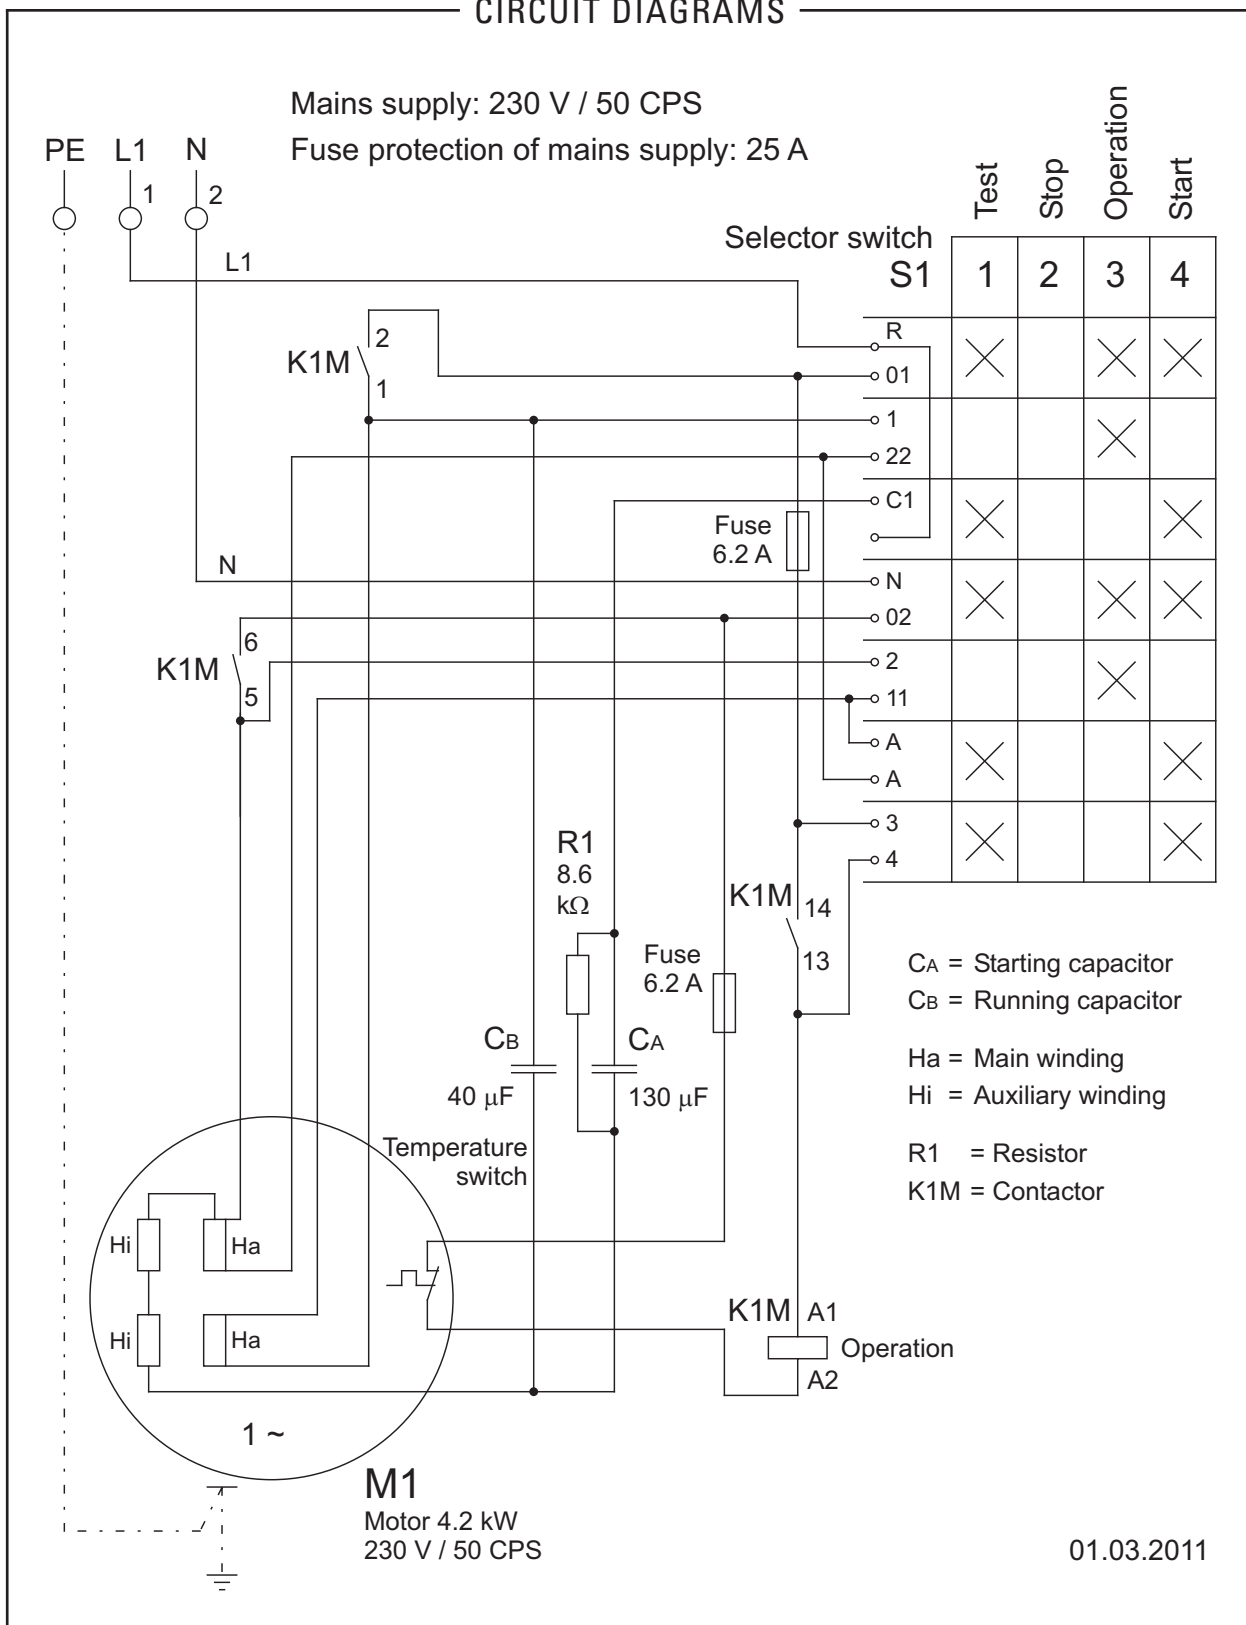 CIRCUIT DIAGRAMS
Mains supply: 230 V / 50 CPS
Fuse protection of mains supply: 25 A
PE L1 N
1 2
Test Stop Operation Start
Selector switch
S1 1 2 3 4
L1
R
01
K1M 2
1
1
22
C1
Fuse
6.2 A
N
N
02
K1M 6
5
2
11
A
A
3
4
R1
8.6
kΩ
K1M 14
13
Fuse
6.2 A
CB
40 µF
CA
130 µF
CA = Starting capacitor
CB = Running capacitor
Ha = Main winding
Hi = Auxiliary winding
R1 = Resistor
K1M = Contactor
Temperature
switch
Hi Ha
Hi Ha
K1M A1
Operation
A2
1 ~
M1
Motor 4.2 kW
230 V / 50 CPS
01.03.2011